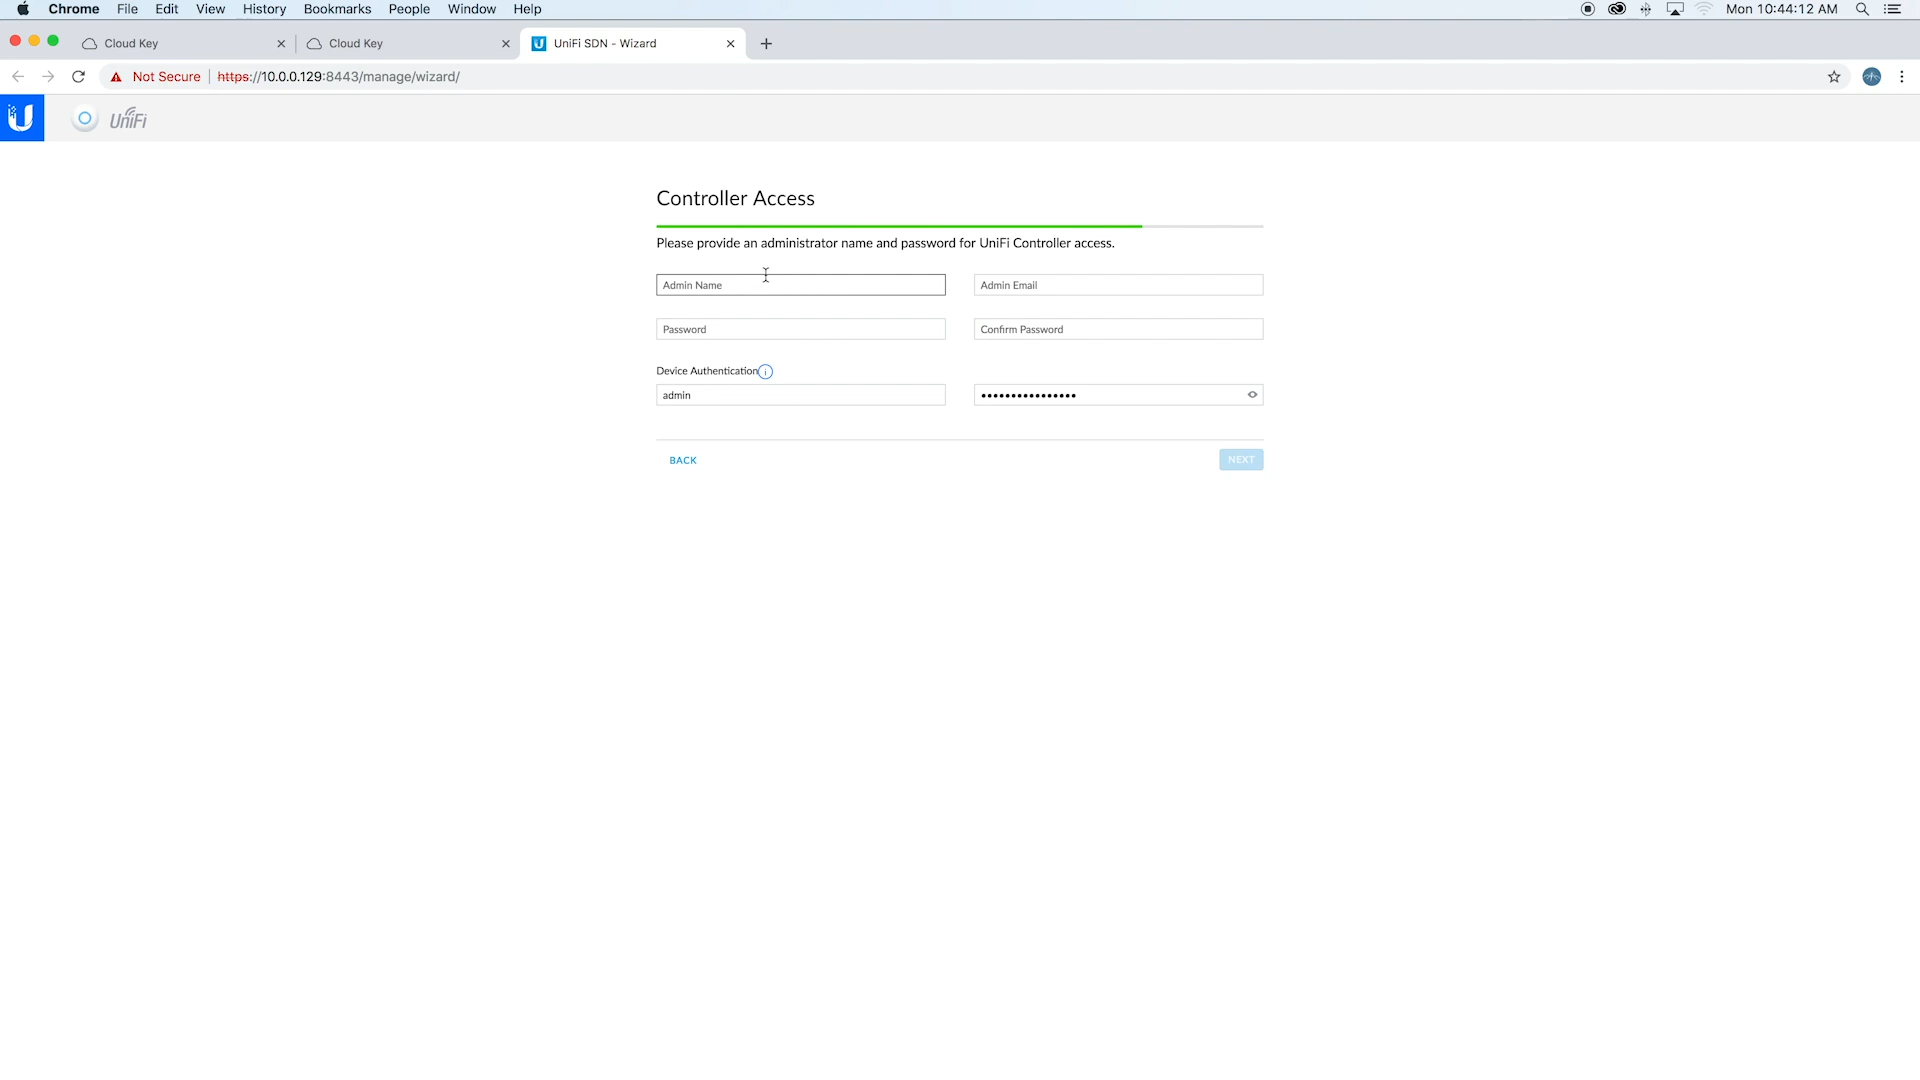 Chrome File Edit View History Bookmarks People Window Help Mon 10:44:12 AM
Cloud Key Cloud Key UniFi SDN - Wizard
Not Secure https://10.0.0.129:8443/manage/wizard/
UniFi
Controller Access
Please provide an administrator name and password for UniFi Controller access.
Admin Name Admin Email
Password Confirm Password
Device Authentication
admin ••••••••••••••••
BACK NEXT